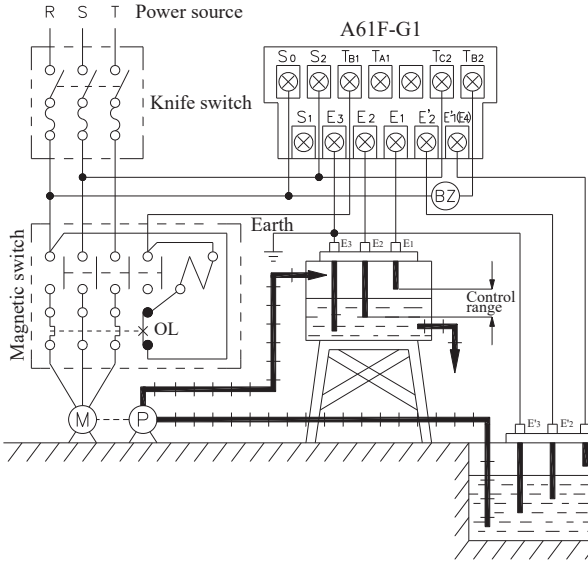 R S T Power source
A61F-G1
S0 S2 TB1 TA1 TC2 TB2
Knife switch
S1 E3 E2 E1 E'2 E'1(E4)
BZ
Earth
E3 E2 E1
Magnetic switch
Control
range
OL
M P
E'3 E'2